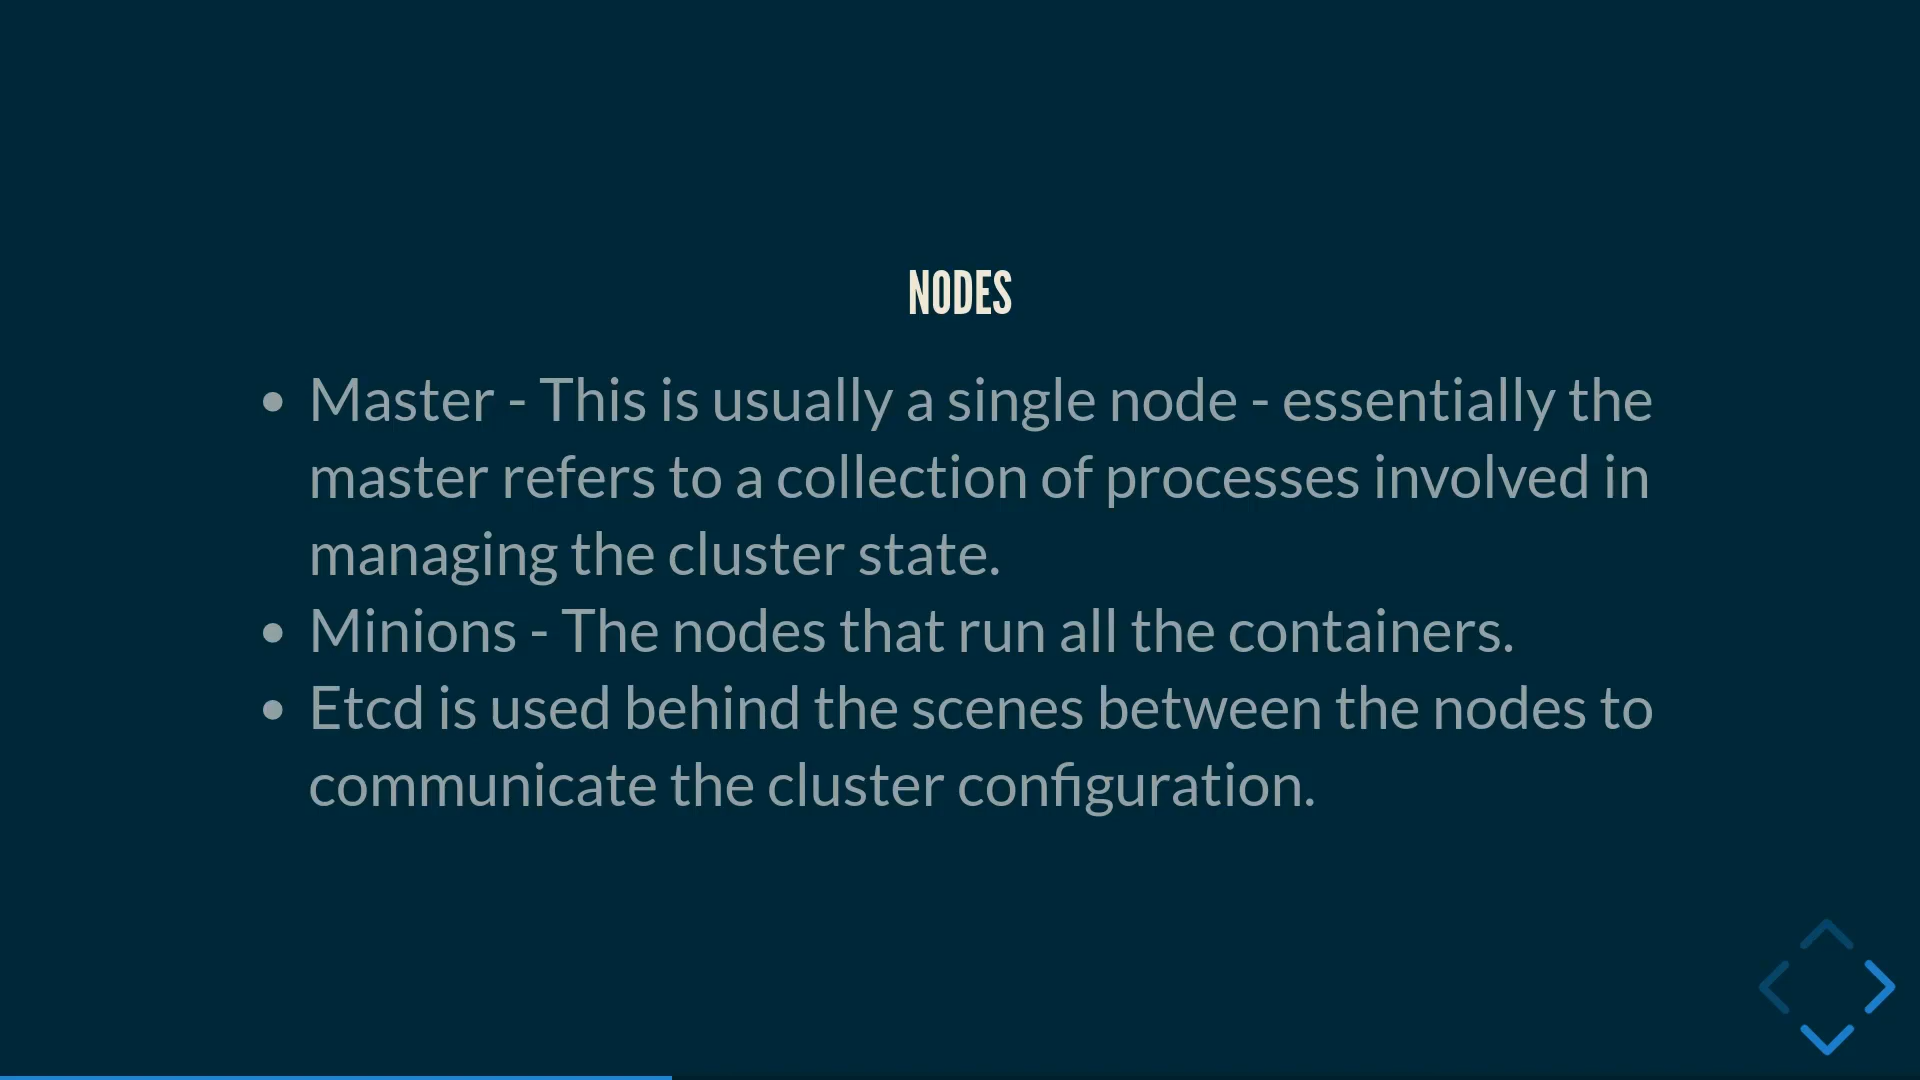 NODES
• Master - This is usually a single node - essentially the
master refers to a collection of processes involved in
managing the cluster state.
• Minions - The nodes that run all the containers.
• Etcd is used behind the scenes between the nodes to
communicate the cluster configuration.